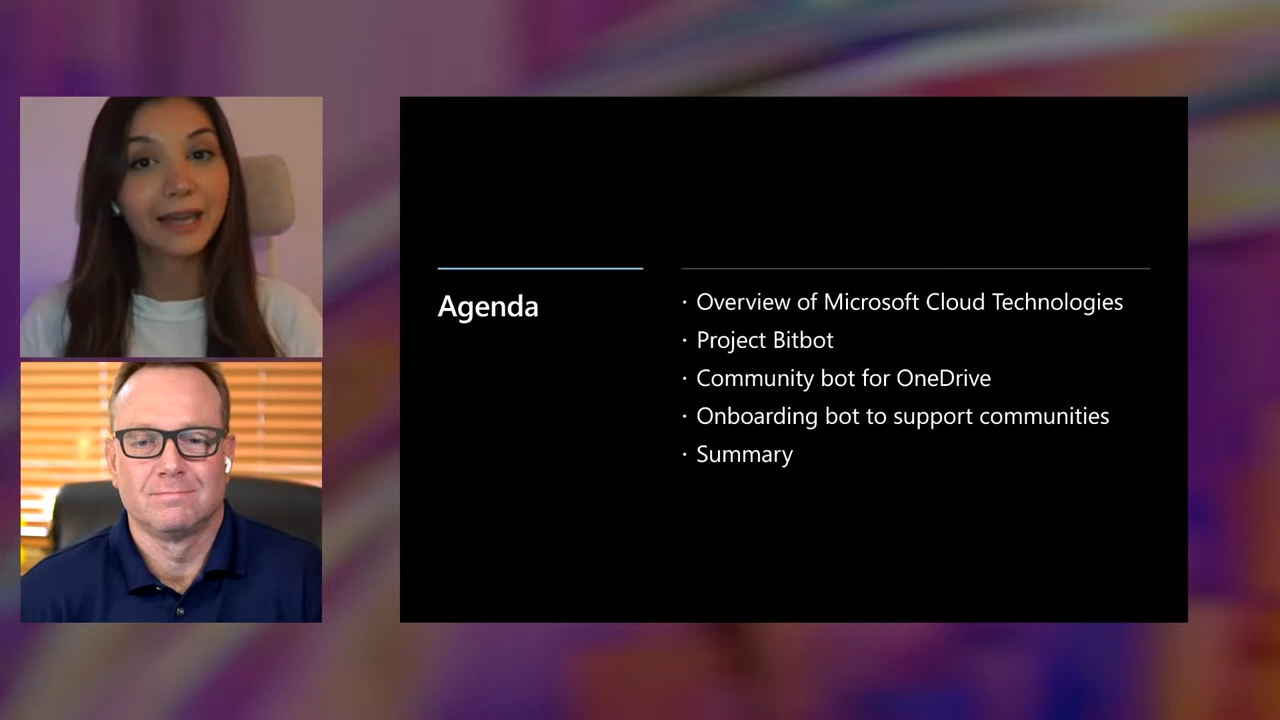 Agenda
· Overview of Microsoft Cloud Technologies
· Project Bitbot
· Community bot for OneDrive
· Onboarding bot to support communities
· Summary